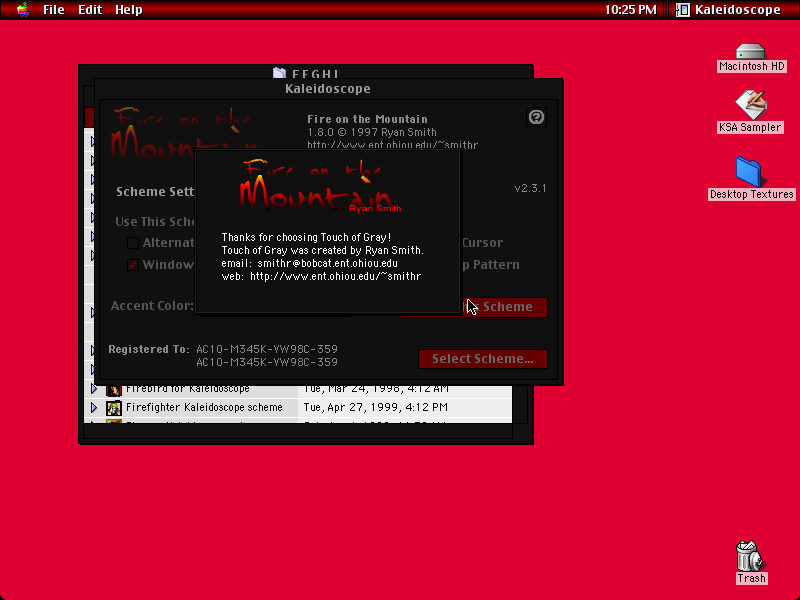 File Edit Help
10:25 PM Kaleidoscope
Macintosh HD
KSA Sampler
Desktop Textures
Trash
E F G H I
Kaleidoscope
Fire on the
Mountain
Fire on the Mountain
1.8.0 © 1997 Ryan Smith
http://www.ent.ohiou.edu/~smithr
Scheme Sett
v2.3.1
Use This Sche
Alternat
Cursor
Window
p Pattern
Accent Color:
Scheme
Registered To: AC10-M345K-VW98C-359
AC10-M345K-VW98C-359
Select Scheme...
Fire on the
Mountain
Ryan Smith
Thanks for choosing Touch of Gray!
Touch of Gray was created by Ryan Smith.
email: smithr@bobcat.ent.ohiou.edu
web: http://www.ent.ohiou.edu/~smithr
Firebird for Kaleidoscope Tue, Mar 24, 1998, 4:12 AM
Firefighter Kaleidoscope scheme Tue, Apr 27, 1999, 4:12 PM